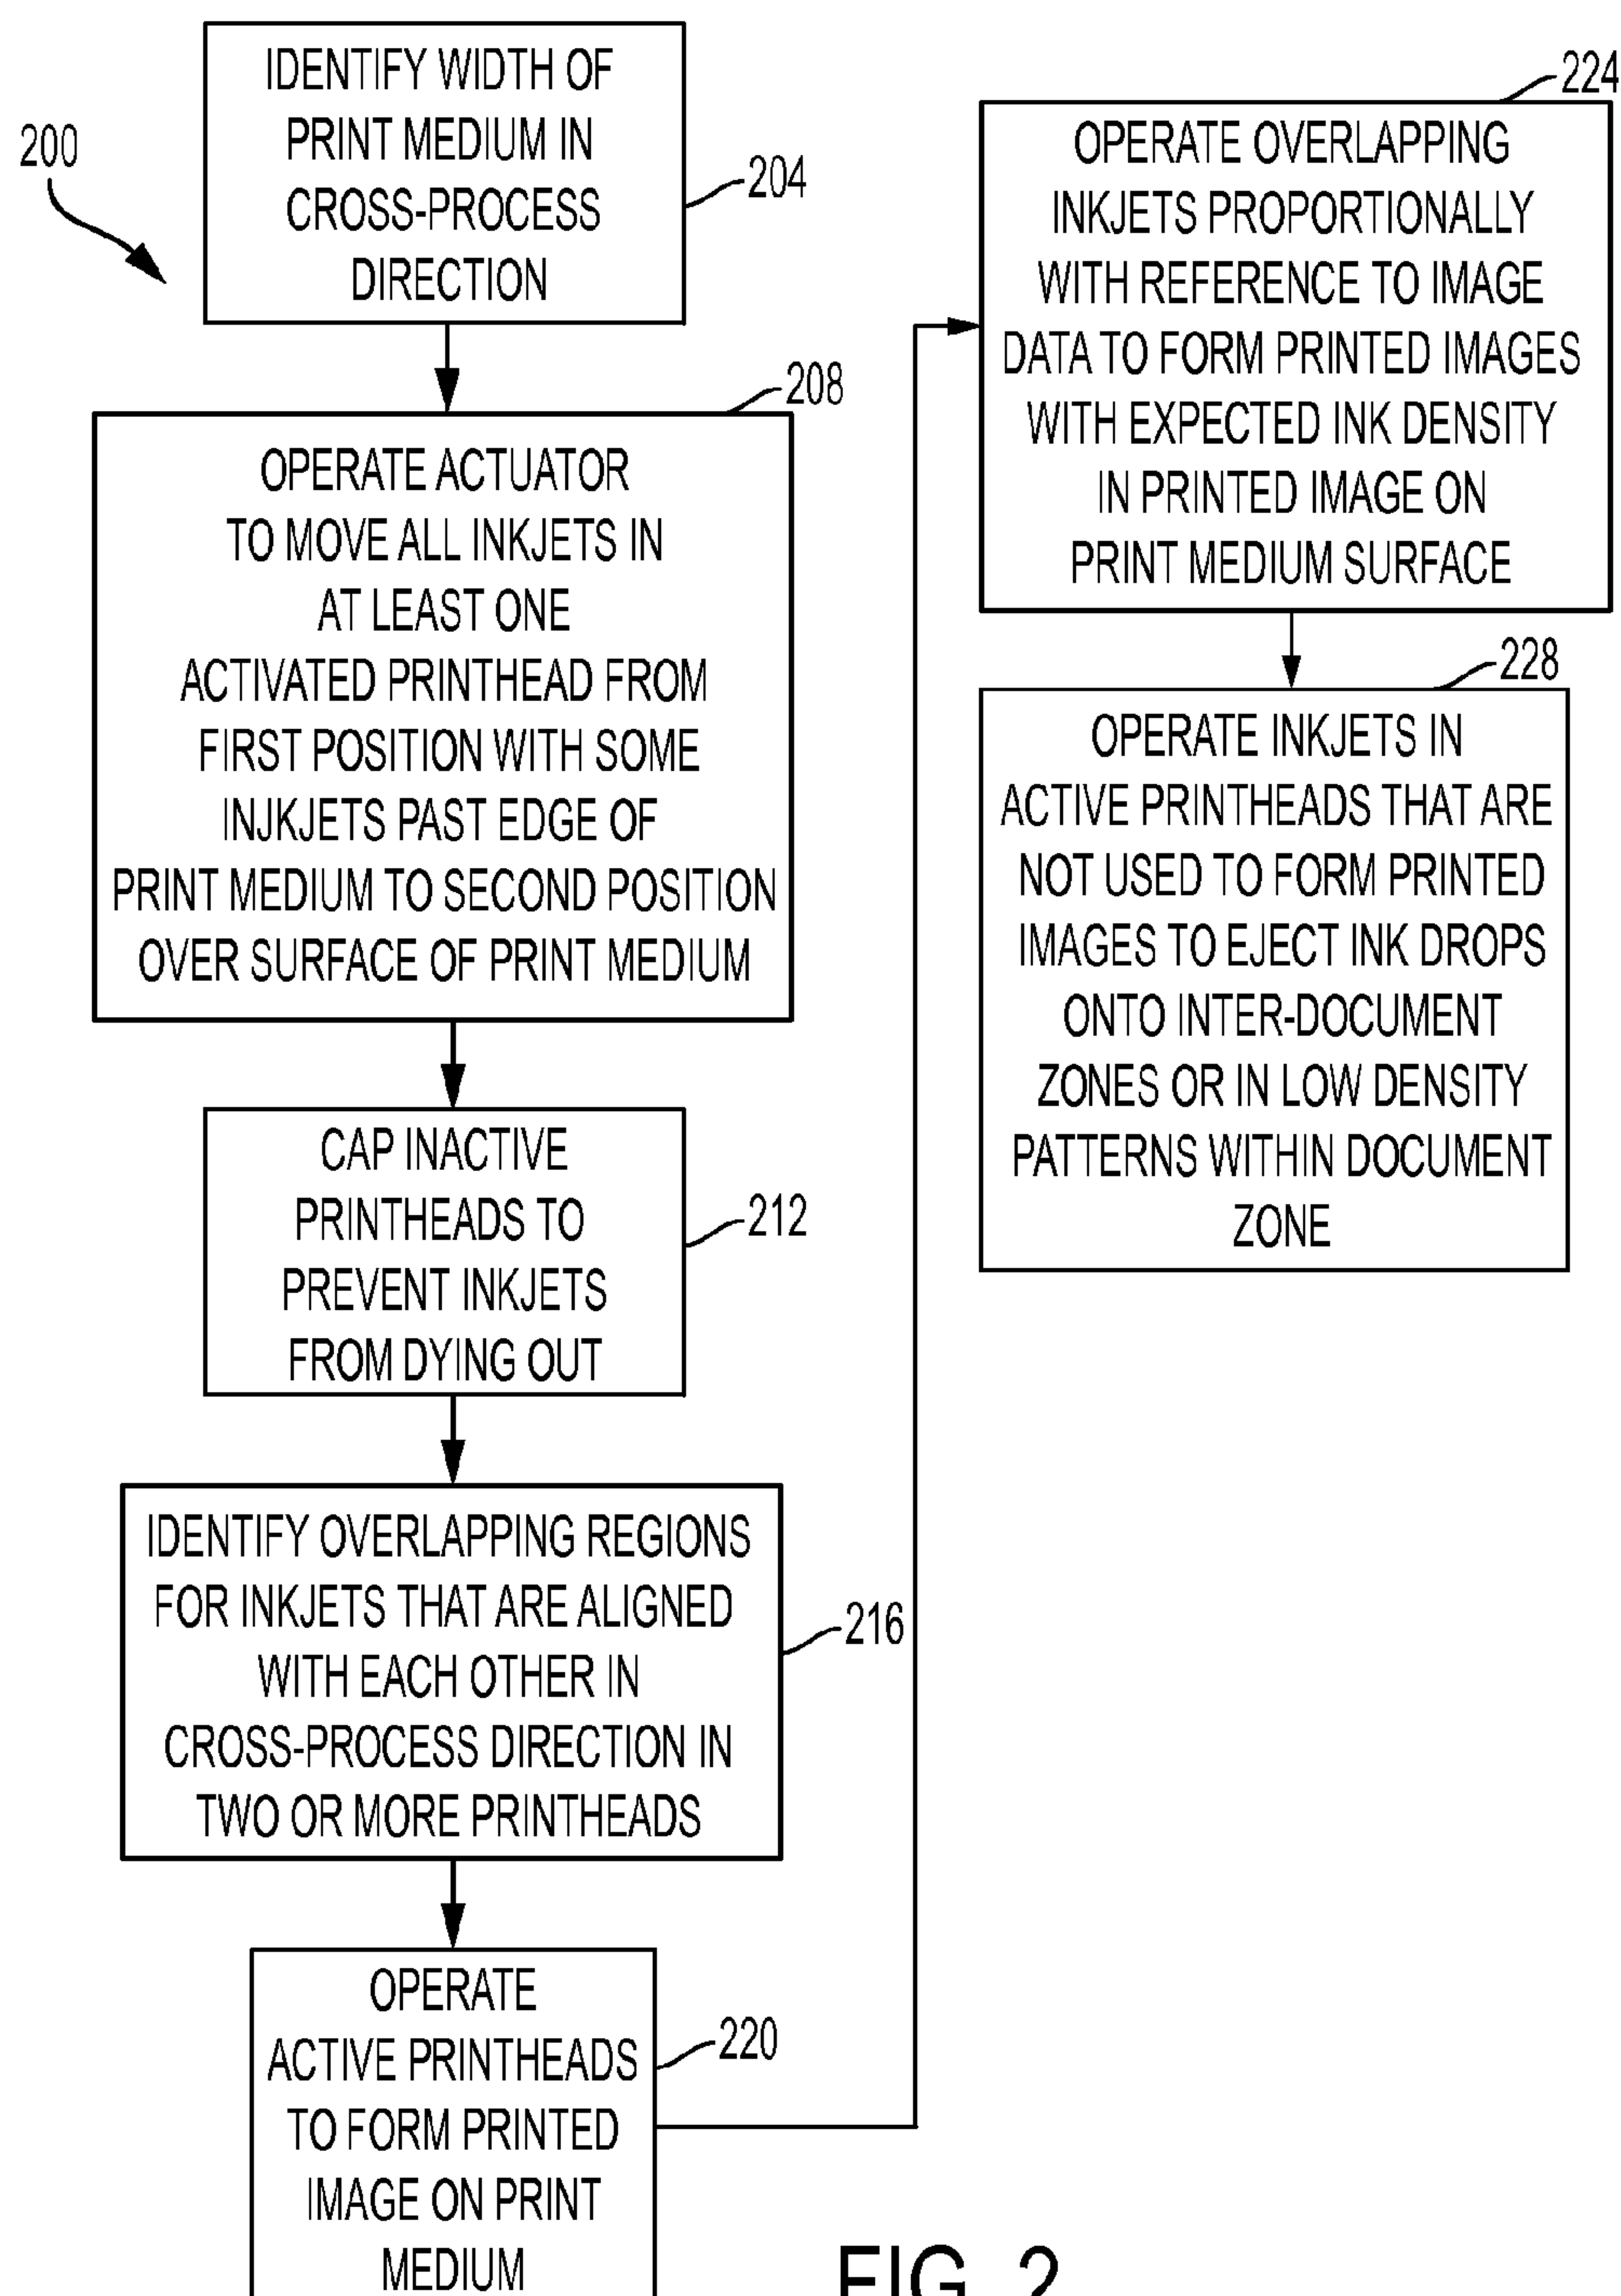 200
IDENTIFY WIDTH OF
PRINT MEDIUM IN
CROSS-PROCESS
DIRECTION
204
208
OPERATE ACTUATOR
TO MOVE ALL INKJETS IN
AT LEAST ONE
ACTIVATED PRINTHEAD FROM
FIRST POSITION WITH SOME
INJKJETS PAST EDGE OF
PRINT MEDIUM TO SECOND POSITION
OVER SURFACE OF PRINT MEDIUM
CAP INACTIVE
PRINTHEADS TO
PREVENT INKJETS
FROM DYING OUT
212
IDENTIFY OVERLAPPING REGIONS
FOR INKJETS THAT ARE ALIGNED
WITH EACH OTHER IN
CROSS-PROCESS DIRECTION IN
TWO OR MORE PRINTHEADS
216
OPERATE
ACTIVE PRINTHEADS
TO FORM PRINTED
IMAGE ON PRINT
MEDIUM
220
224
OPERATE OVERLAPPING
INKJETS PROPORTIONALLY
WITH REFERENCE TO IMAGE
DATA TO FORM PRINTED IMAGES
WITH EXPECTED INK DENSITY
IN PRINTED IMAGE ON
PRINT MEDIUM SURFACE
228
OPERATE INKJETS IN
ACTIVE PRINTHEADS THAT ARE
NOT USED TO FORM PRINTED
IMAGES TO EJECT INK DROPS
ONTO INTER-DOCUMENT
ZONES OR IN LOW DENSITY
PATTERNS WITHIN DOCUMENT
ZONE
FIG. 2